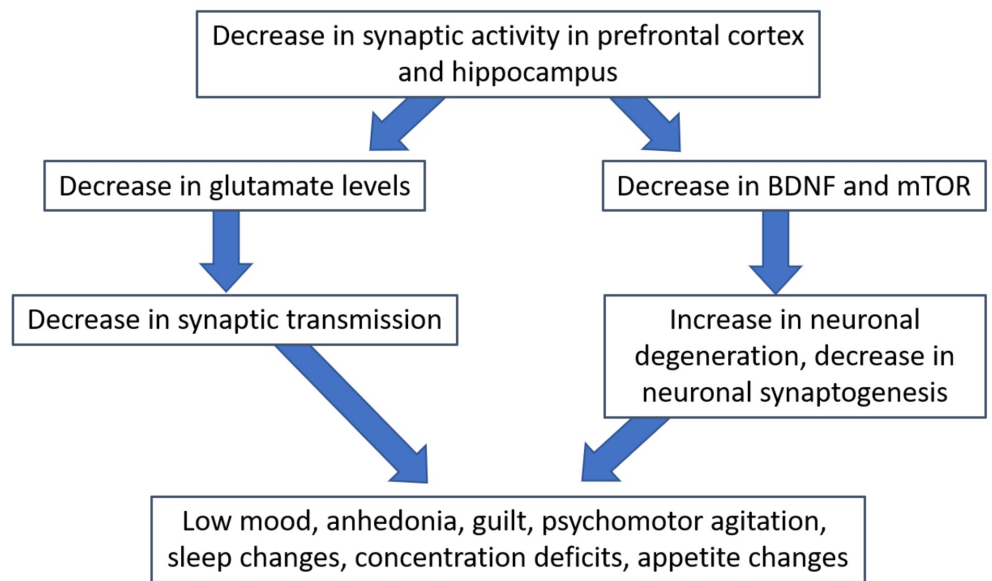 Decrease in synaptic activity in prefrontal cortex
and hippocampus
Decrease in glutamate levels
Decrease in BDNF and mTOR
Decrease in synaptic transmission
Increase in neuronal
degeneration, decrease in
neuronal synaptogenesis
Low mood, anhedonia, guilt, psychomotor agitation,
sleep changes, concentration deficits, appetite changes